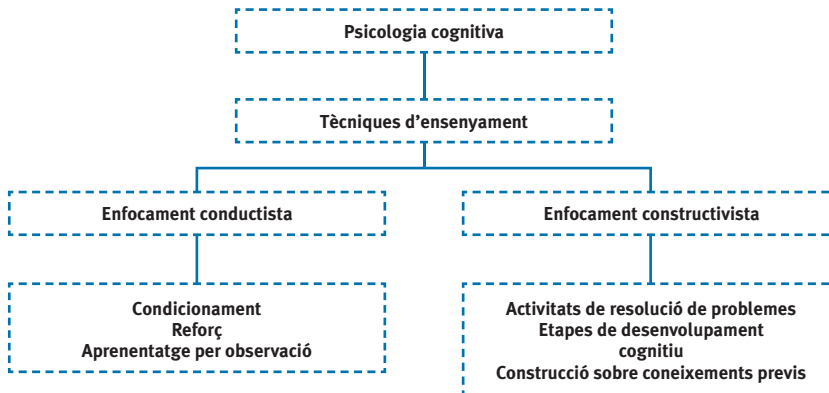 Psicologia cognitiva
Tècniques d’ensenyament
Enfocament conductista
Enfocament constructivista
Condicionament
Reforç
Aprenentatge per observació
Activitats de resolució de problemes
Etapes de desenvolupament
cognitiu
Construcció sobre coneixements previs